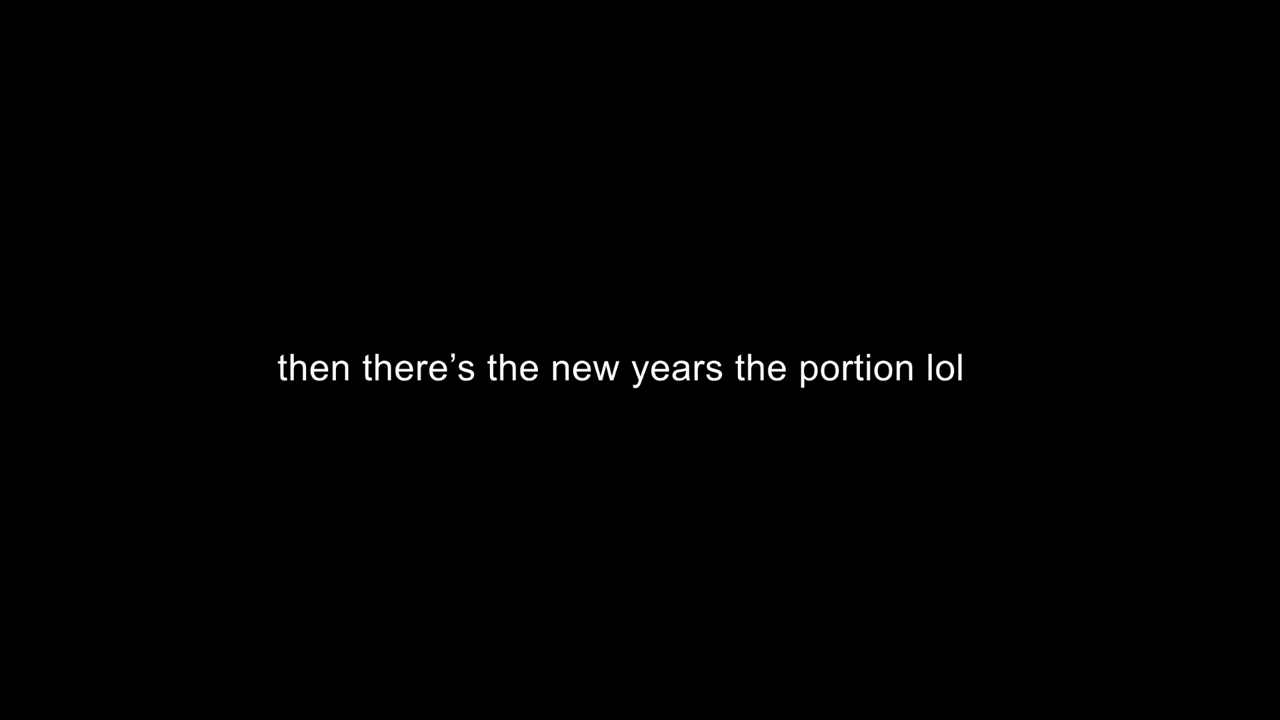 then there’s the new years the portion lol